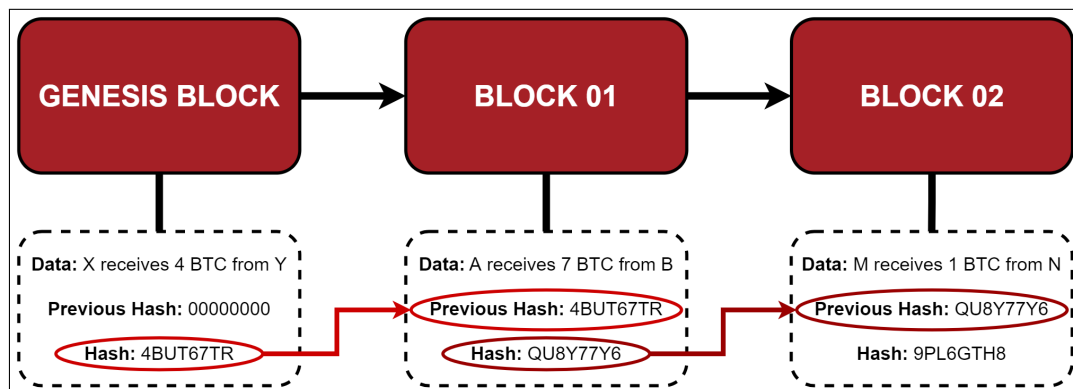 GENESIS BLOCK
BLOCK 01
BLOCK 02
Data: X receives 4 BTC from Y
Previous Hash: 00000000
Hash: 4BUT67TR
Data: A receives 7 BTC from B
Previous Hash: 4BUT67TR
Hash: QU8Y77Y6
Data: M receives 1 BTC from N
Previous Hash: QU8Y77Y6
Hash: 9PL6GTH8